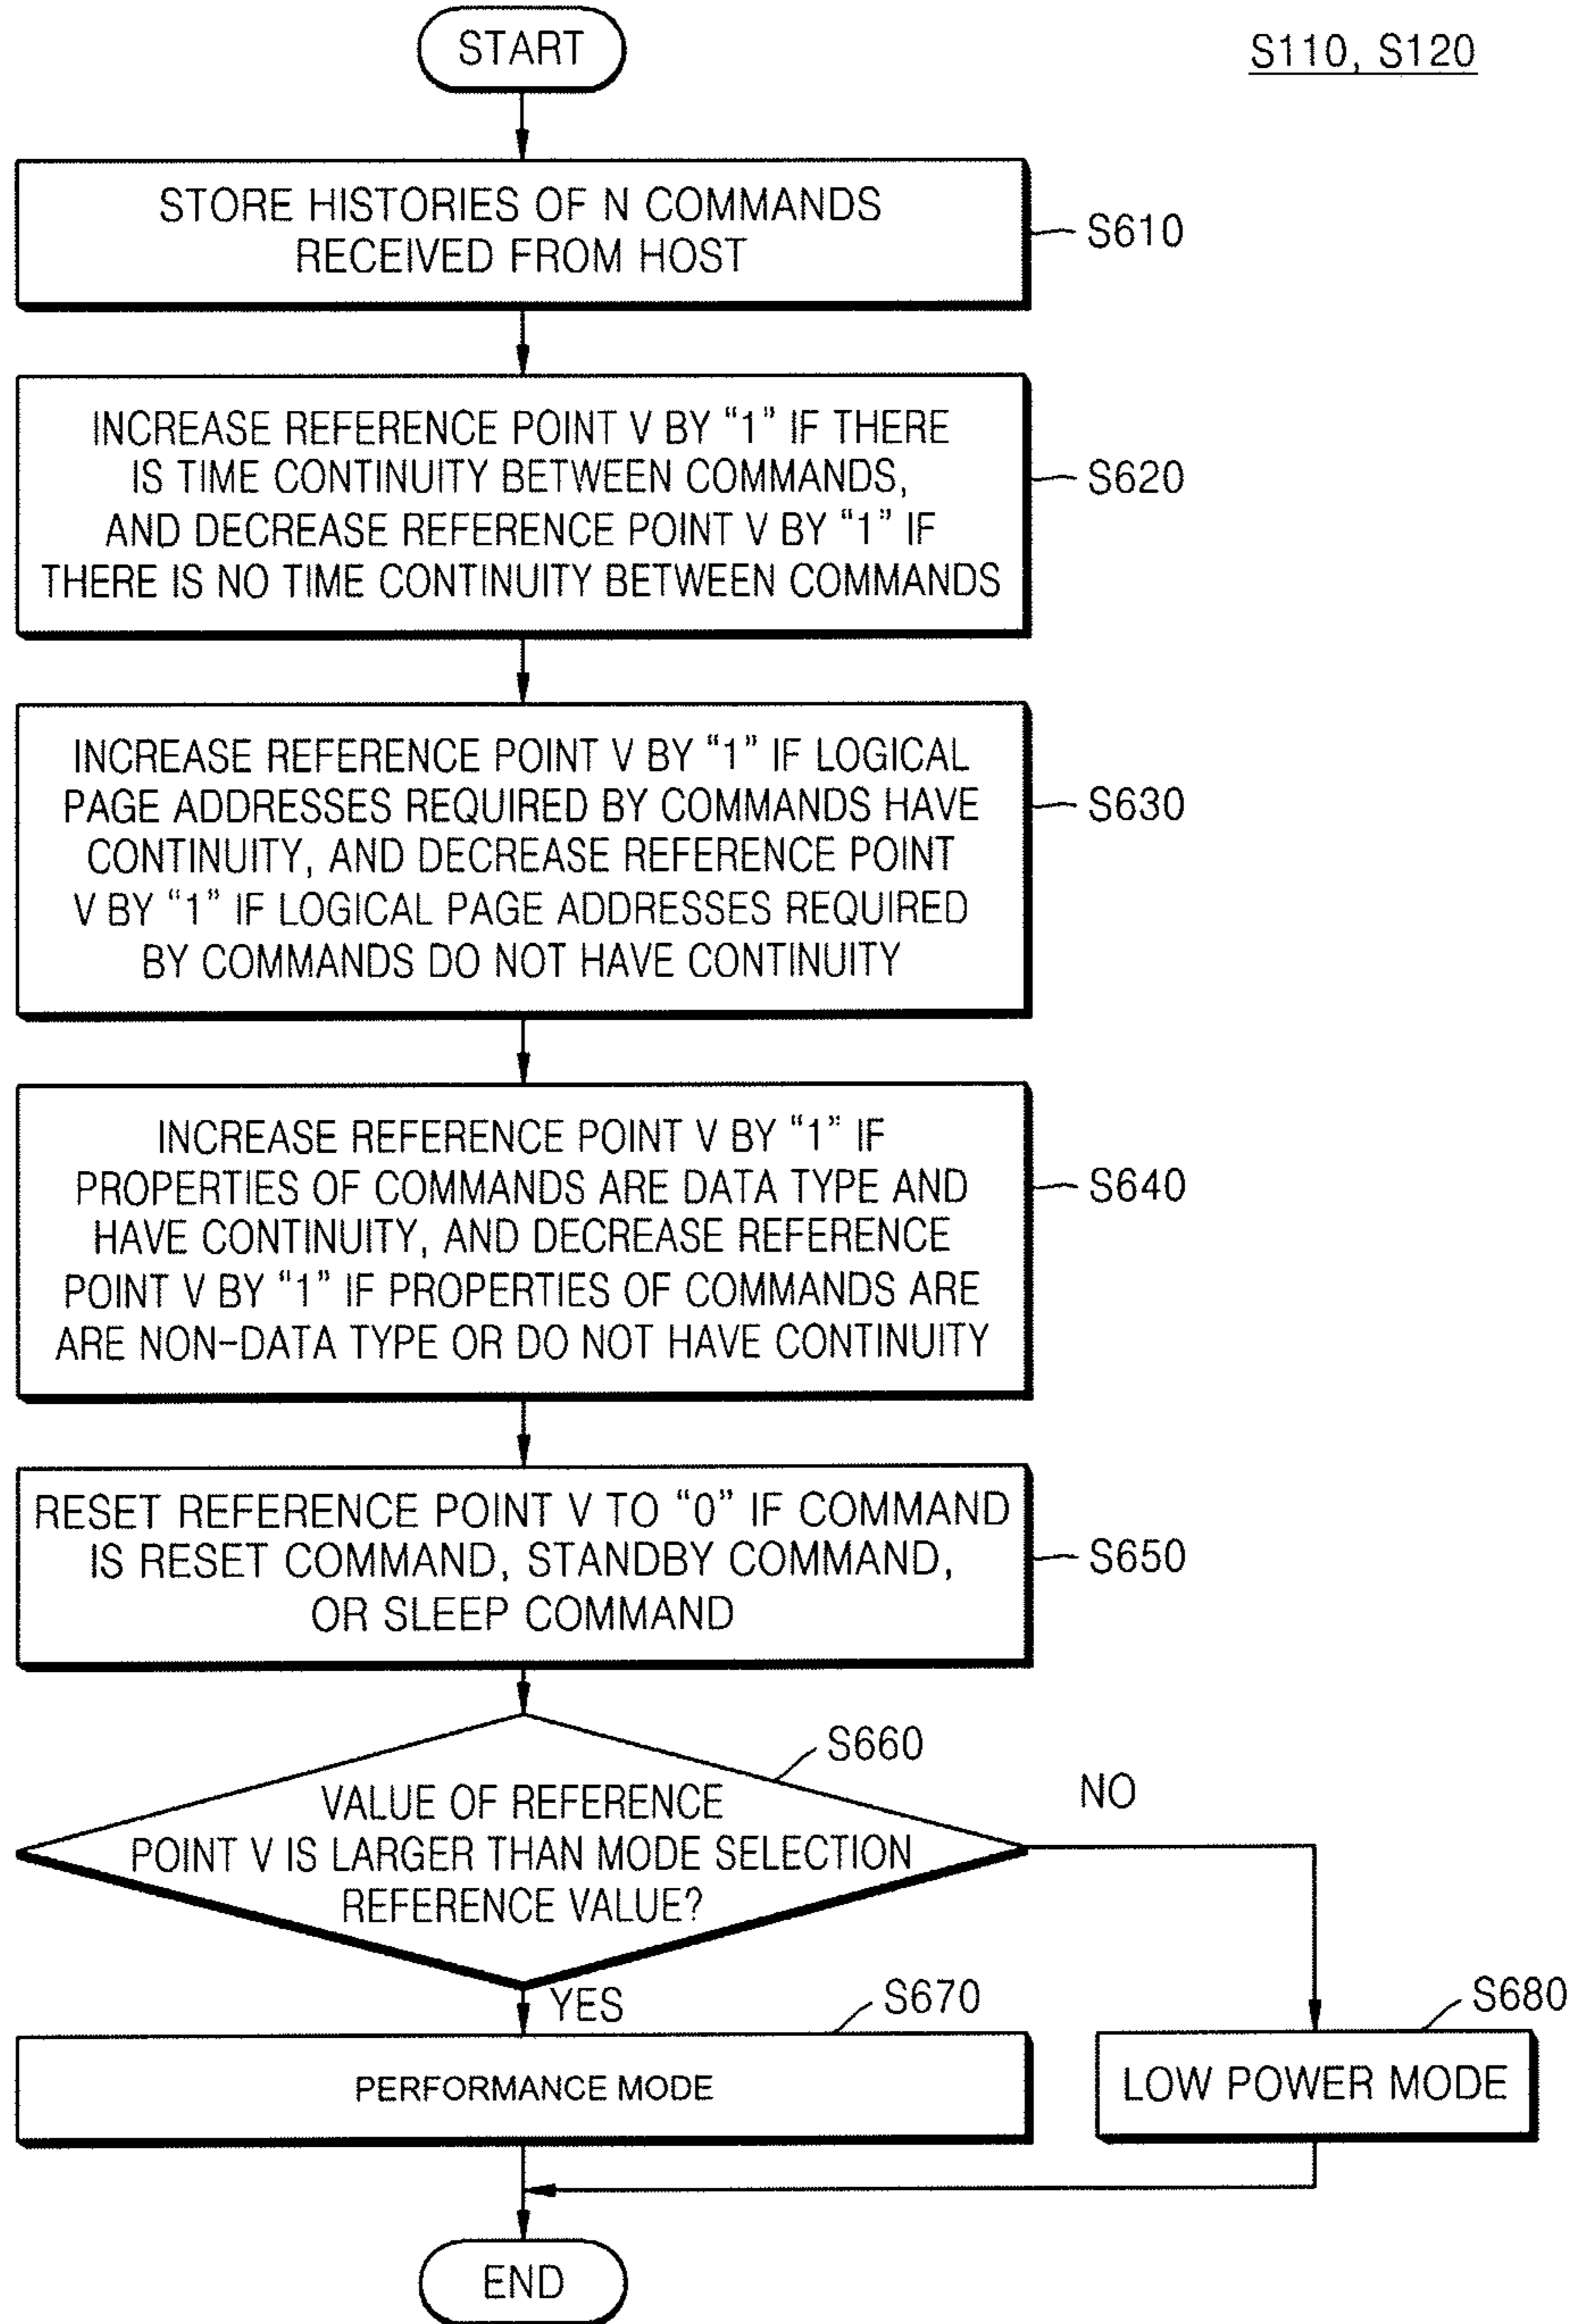 START
S110, S120
STORE HISTORIES OF N COMMANDS
RECEIVED FROM HOST
S610
INCREASE REFERENCE POINT V BY “1” IF THERE
IS TIME CONTINUITY BETWEEN COMMANDS,
AND DECREASE REFERENCE POINT V BY “1” IF
THERE IS NO TIME CONTINUITY BETWEEN COMMANDS
S620
INCREASE REFERENCE POINT V BY “1” IF LOGICAL
PAGE ADDRESSES REQUIRED BY COMMANDS HAVE
CONTINUITY, AND DECREASE REFERENCE POINT
V BY “1” IF LOGICAL PAGE ADDRESSES REQUIRED
BY COMMANDS DO NOT HAVE CONTINUITY
S630
INCREASE REFERENCE POINT V BY “1” IF
PROPERTIES OF COMMANDS ARE DATA TYPE AND
HAVE CONTINUITY, AND DECREASE REFERENCE
POINT V BY “1” IF PROPERTIES OF COMMANDS ARE
ARE NON-DATA TYPE OR DO NOT HAVE CONTINUITY
S640
RESET REFERENCE POINT V TO “0” IF COMMAND
IS RESET COMMAND, STANDBY COMMAND,
OR SLEEP COMMAND
S650
S660
VALUE OF REFERENCE
POINT V IS LARGER THAN MODE SELECTION
REFERENCE VALUE?
NO
YES
S670
PERFORMANCE MODE
S680
LOW POWER MODE
END